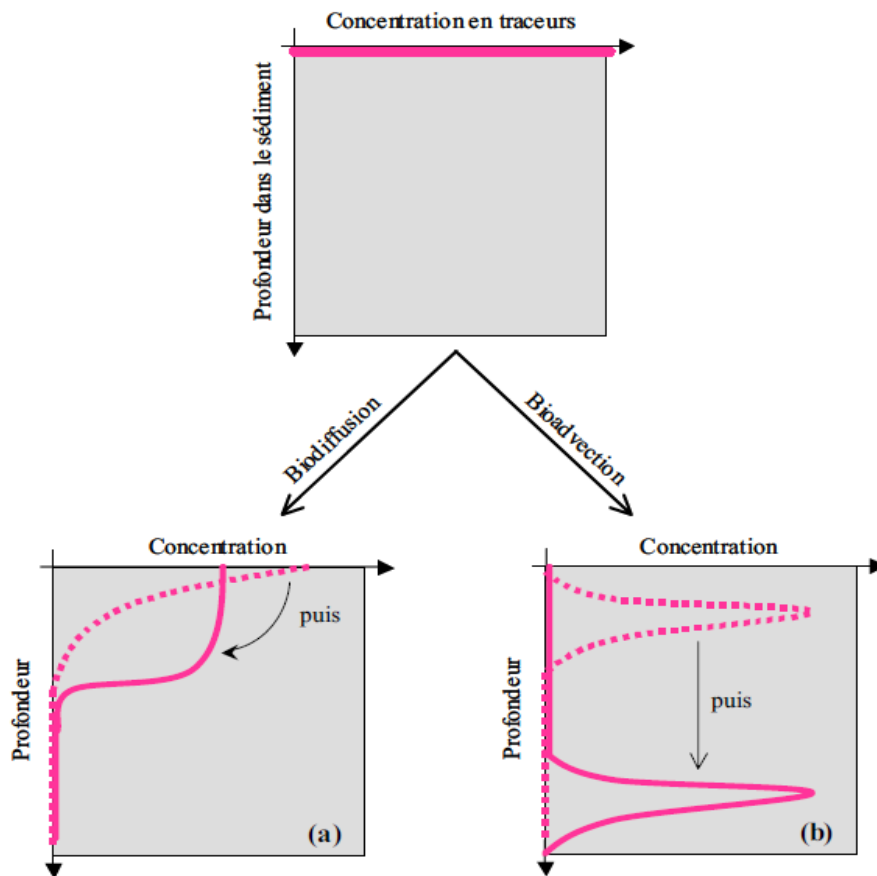 Concentration en traceurs
Profondeur dans le sédiment
Biodiffusion
Bioadvection
Concentration
Profondeur
puis
(a)
Concentration
Profondeur
puis
(b)